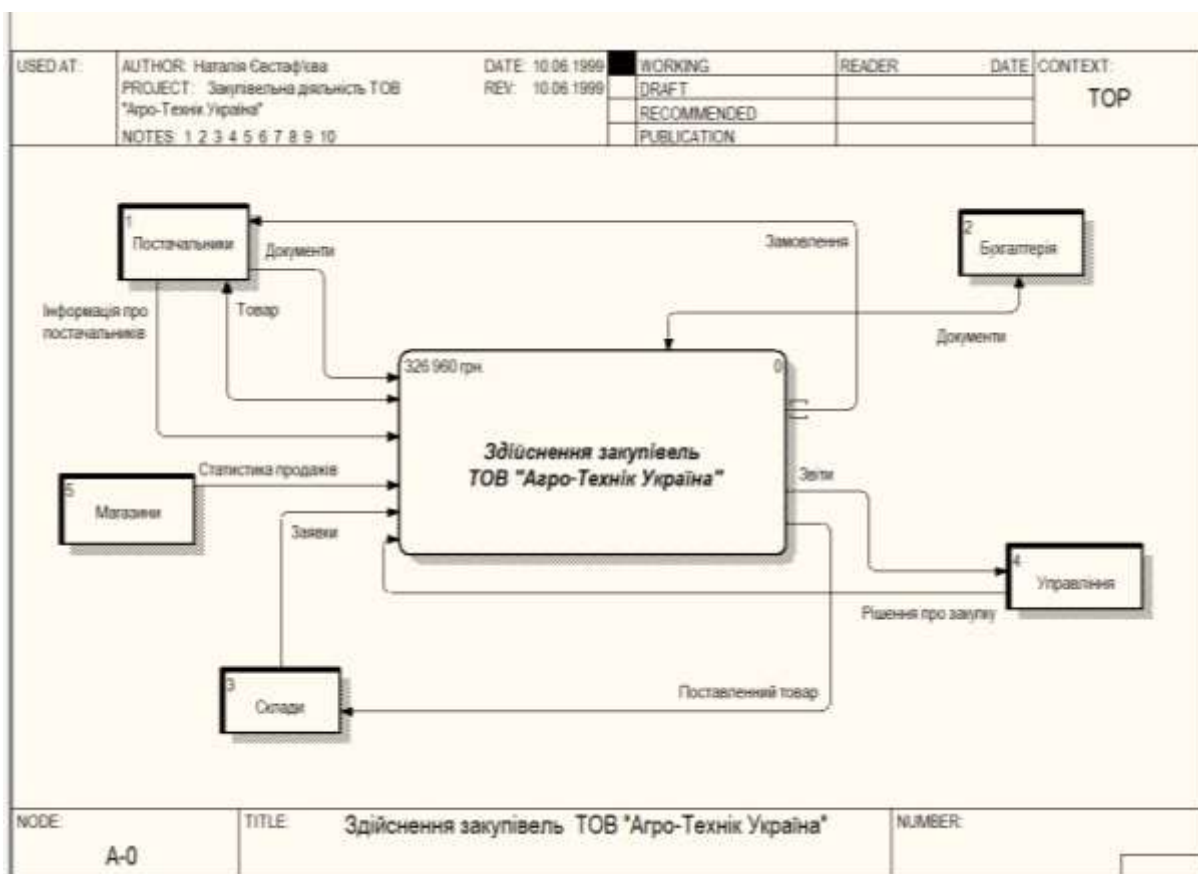 USED AT:
AUTHOR: Наталія Євстаф'єва
DATE: 10.06.1999
WORKING
READER
DATE
CONTEXT:
PROJECT: Закупівельна діяльність ТОВ
REV: 10.06.1999
DRAFT
TOP
"Агро-Технік Україна"
RECOMMENDED
NOTES: 1 2 3 4 5 6 7 8 9 10
PUBLICATION
1
Постачальники
Документи
Замовлення
2
Бухгалтерія
Інформація про
постачальників
Товар
Документи
326 960 грн.
0
Здійснення закупівель
ТОВ "Агро-Технік Україна"
Статистика продажів
Звіти
5
Магазини
Заявки
4
Управління
Рішення про закупку
3
Склади
Поставленний товар
NODE:
TITLE:
Здійснення закупівель ТОВ "Агро-Технік Україна"
NUMBER:
A-0